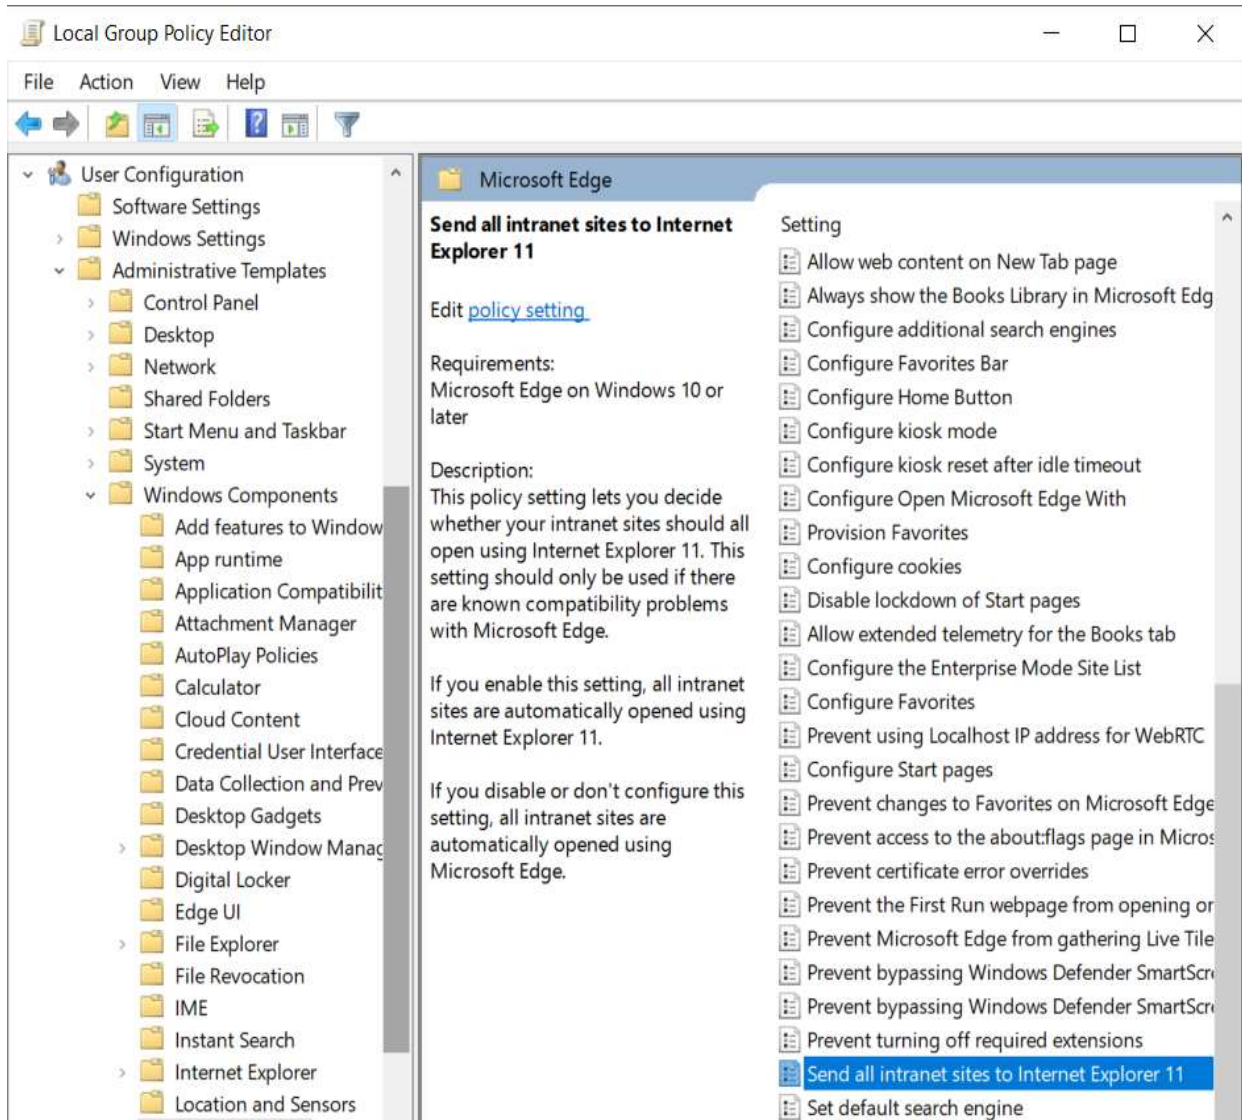 Local Group Policy Editor
File Action View Help
User Configuration
Software Settings
Windows Settings
Administrative Templates
Control Panel
Desktop
Network
Shared Folders
Start Menu and Taskbar
System
Windows Components
Add features to Window
App runtime
Application Compatibilit
Attachment Manager
AutoPlay Policies
Calculator
Cloud Content
Credential User Interface
Data Collection and Prev
Desktop Gadgets
Desktop Window Manag
Digital Locker
Edge UI
File Explorer
File Revocation
IME
Instant Search
Internet Explorer
Location and Sensors
Microsoft Edge
Send all intranet sites to Internet
Explorer 11
Edit policy setting
Requirements:
Microsoft Edge on Windows 10 or
later
Description:
This policy setting lets you decide
whether your intranet sites should all
open using Internet Explorer 11. This
setting should only be used if there
are known compatibility problems
with Microsoft Edge.
If you enable this setting, all intranet
sites are automatically opened using
Internet Explorer 11.
If you disable or don't configure this
setting, all intranet sites are
automatically opened using
Microsoft Edge.
Setting
Allow web content on New Tab page
Always show the Books Library in Microsoft Edg
Configure additional search engines
Configure Favorites Bar
Configure Home Button
Configure kiosk mode
Configure kiosk reset after idle timeout
Configure Open Microsoft Edge With
Provision Favorites
Configure cookies
Disable lockdown of Start pages
Allow extended telemetry for the Books tab
Configure the Enterprise Mode Site List
Configure Favorites
Prevent using Localhost IP address for WebRTC
Configure Start pages
Prevent changes to Favorites on Microsoft Edge
Prevent access to the about:flags page in Micros
Prevent certificate error overrides
Prevent the First Run webpage from opening or
Prevent Microsoft Edge from gathering Live Tile
Prevent bypassing Windows Defender SmartScre
Prevent bypassing Windows Defender SmartScre
Prevent turning off required extensions
Send all intranet sites to Internet Explorer 11
Set default search engine